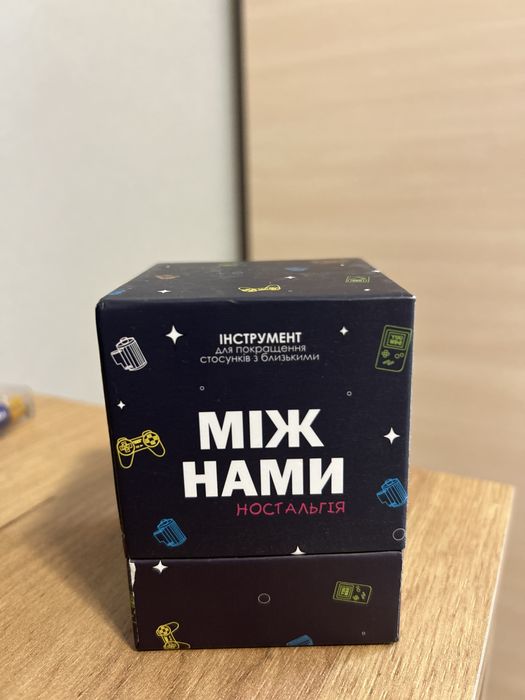 ІНСТРУМЕНТ
для покращення
стосунків з близькими
МІЖ
НАМИ
НОСТАЛЬГІЯ